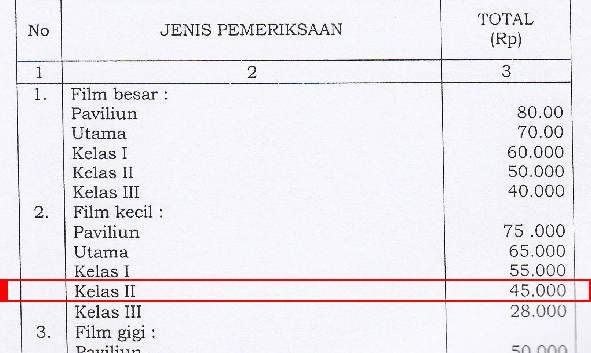 No JENIS PEMERIKSAAN TOTAL (Rp)
1 2 3
1. Film besar :
Paviliun 80.00
Utama 70.00
Kelas I 60.000
Kelas II 50.000
Kelas III 40.000
2. Film kecil :
Paviliun 75 .000
Utama 65.000
Kelas I 55.000
Kelas II 45.000
Kelas III 28.000
3. Film gigi :
Paviliun 50.000